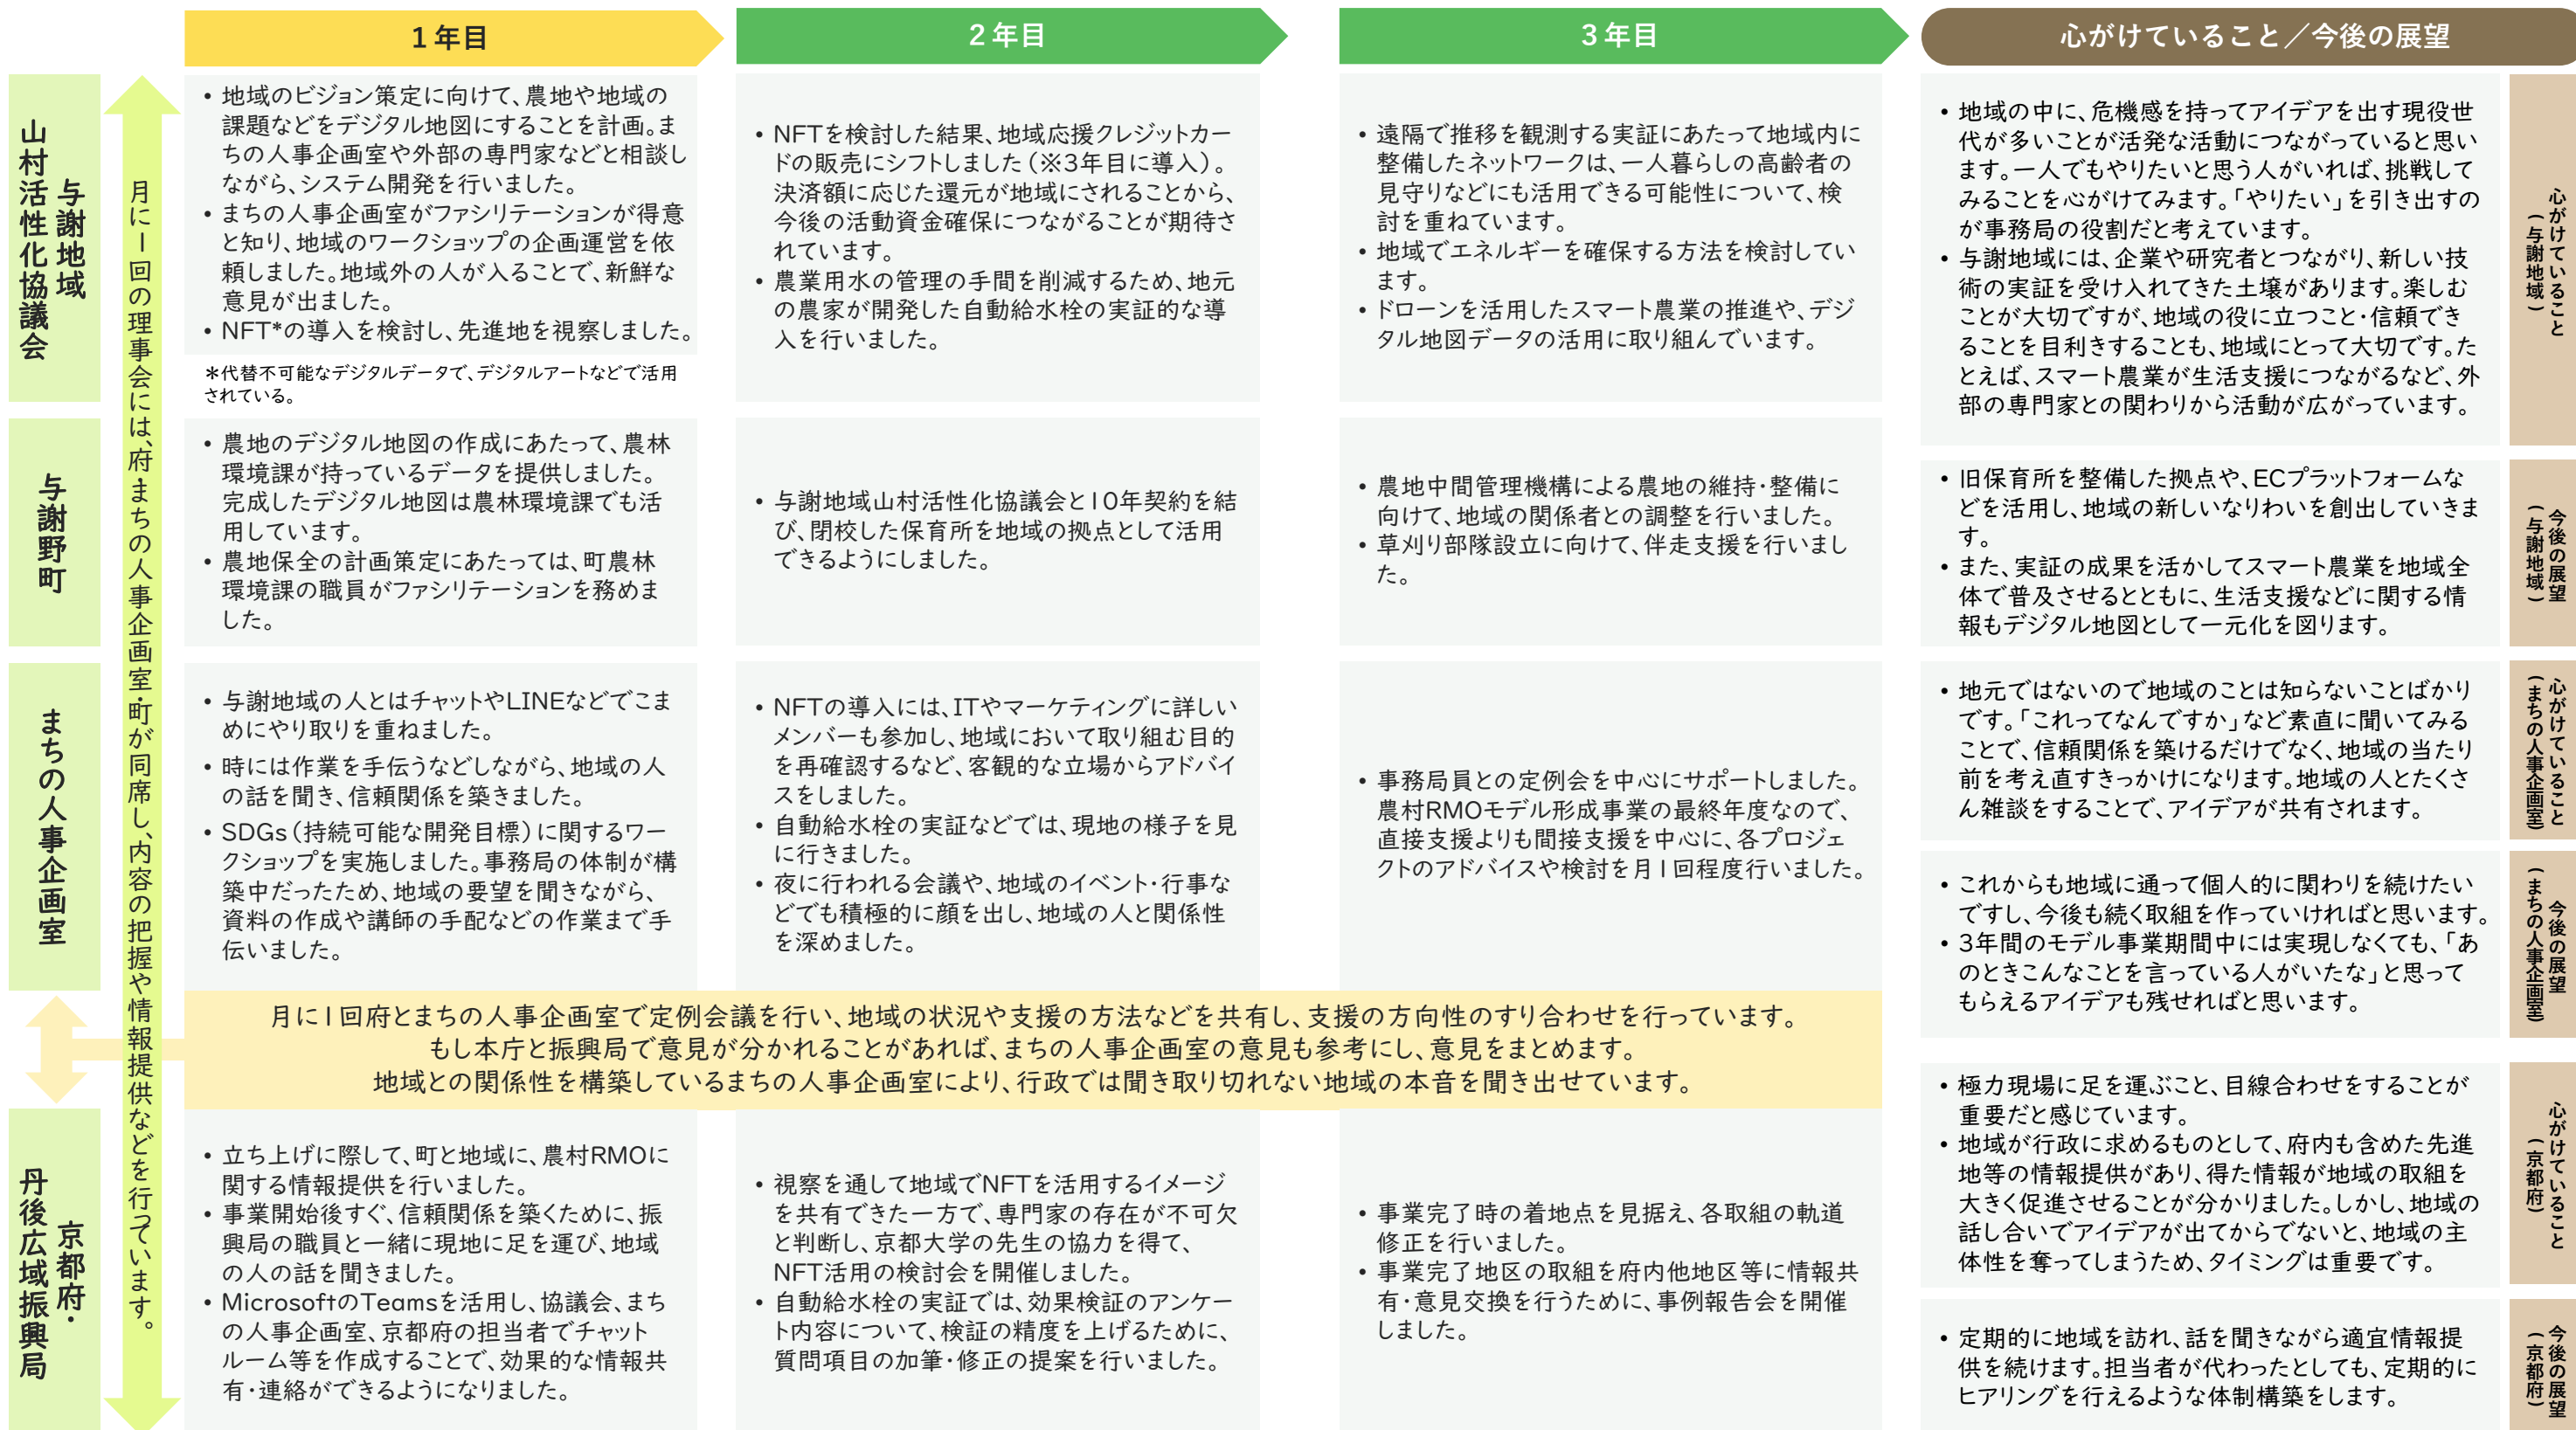 1年目
2年目
3年目
心がけていること／今後の展望
与謝地域
山村活性化協議会
月に1回の理事会には、府・まちの人事企画室・町が同席し、内容の把握や情報提供などを行っています。
• 地域のビジョン策定に向けて、農地や地域の
課題などをデジタル地図にすることを計画。ま
ちの人事企画室や外部の専門家などと相談し
ながら、システム開発を行いました。
• まちの人事企画室がファシリテーションが得意
と知り、地域のワークショップの企画運営を依
頼しました。地域外の人が入ることで、新鮮な
意見が出ました。
• NFT*の導入を検討し、先進地を視察しました。
＊代替不可能なデジタルデータで、デジタルアートなどで活用
されている。
• NFTを検討した結果、地域応援クレジットカー
ドの販売にシフトしました（※3年目に導入）。
決済額に応じた還元が地域にされることから、
今後の活動資金確保につながることが期待さ
れています。
• 農業用水の管理の手間を削減するため、地元
の農家が開発した自動給水栓の実証的な導
入を行いました。
• 遠隔で推移を観測する実証にあたって地域内に
整備したネットワークは、一人暮らしの高齢者の
見守りなどにも活用できる可能性について、検
討を重ねています。
• 地域でエネルギーを確保する方法を検討してい
ます。
• ドローンを活用したスマート農業の推進や、デジ
タル地図データの活用に取り組んでいます。
• 地域の中に、危機感を持ってアイデアを出す現役世
代が多いことが活発な活動につながっていると思い
ます。一人でもやりたいと思う人がいれば、挑戦して
みることを心がけてみます。「やりたい」を引き出すの
が事務局の役割だと考えています。
• 与謝地域には、企業や研究者とつながり、新しい技
術の実証を受け入れてきた土壌があります。楽しむ
ことが大切ですが、地域の役に立つこと・信頼でき
ることを目利きすることも、地域にとって大切です。た
とえば、スマート農業が生活支援につながるなど、外
部の専門家との関わりから活動が広がっています。
心がけていること
（与謝地域）
与謝野町
• 農地のデジタル地図の作成にあたって、農林
環境課が持っているデータを提供しました。
完成したデジタル地図は農林環境課でも活
用しています。
• 農地保全の計画策定にあたっては、町農林
環境課の職員がファシリテーションを務めま
した。
• 与謝地域山村活性化協議会と10年契約を結
び、閉校した保育所を地域の拠点として活用
できるようにしました。
• 農地中間管理機構による農地の維持・整備に
向けて、地域の関係者との調整を行いました。
• 草刈り部隊設立に向けて、伴走支援を行いまし
た。
• 旧保育所を整備した拠点や、ECプラットフォームな
どを活用し、地域の新しいなりわいを創出していきま
す。
• また、実証の成果を活かしてスマート農業を地域全
体で普及させるとともに、生活支援などに関する情
報もデジタル地図として一元化を図ります。
今後の展望
（与謝地域）
まちの人事企画室
• 与謝地域の人とはチャットやLINEなどでこま
めにやり取りを重ねました。
• 時には作業を手伝うなどしながら、地域の人
の話を聞き、信頼関係を築きました。
• SDGs（持続可能な開発目標）に関するワー
クショップを実施しました。事務局の体制が構
築中だったため、地域の要望を聞きながら、
資料の作成や講師の手配などの作業まで手
伝いました。
• NFTの導入には、ITやマーケティングに詳しい
メンバーも参加し、地域において取り組む目的
を再確認するなど、客観的な立場からアドバイ
スをしました。
• 自動給水栓の実証などでは、現地の様子を見
に行きました。
• 夜に行われる会議や、地域のイベント・行事な
どでも積極的に顔を出し、地域の人と関係性
を深めました。
• 事務局員との定例会を中心にサポートしました。
農村RMOモデル形成事業の最終年度なので、
直接支援よりも間接支援を中心に、各プロジェ
クトのアドバイスや検討を月1回程度行いました。
• 地元ではないので地域のことは知らないことばかり
です。「これってなんですか」など素直に聞いてみる
ことで、信頼関係を築けるだけでなく、地域の当たり
前を考え直すきっかけになります。地域の人とたくさ
ん雑談をすることで、アイデアが共有されます。
心がけていること
（まちの人事企画室）
• これからも地域に通って個人的に関わりを続けたい
ですし、今後も続く取組を作っていければと思います。
• 3年間のモデル事業期間中には実現しなくても、「あ
のときこんなことを言っている人がいたな」と思って
もらえるアイデアも残せればと思います。
今後の展望
（まちの人事企画室）
月に1回府とまちの人事企画室で定例会議を行い、地域の状況や支援の方法などを共有し、支援の方向性のすり合わせを行っています。
もし本庁と振興局で意見が分かれることがあれば、まちの人事企画室の意見も参考にし、意見をまとめます。
地域との関係性を構築しているまちの人事企画室により、行政では聞き取り切れない地域の本音を聞き出せています。
京都府・
丹後広域振興局
• 立ち上げに際して、町と地域に、農村RMOに
関する情報提供を行いました。
• 事業開始後すぐ、信頼関係を築くために、振
興局の職員と一緒に現地に足を運び、地域
の人の話を聞きました。
• MicrosoftのTeamsを活用し、協議会、まち
の人事企画室、京都府の担当者でチャット
ルーム等を作成することで、効果的な情報共
有・連絡ができるようになりました。
• 視察を通して地域でNFTを活用するイメージ
を共有できた一方で、専門家の存在が不可欠
と判断し、京都大学の先生の協力を得て、
NFT活用の検討会を開催しました。
• 自動給水栓の実証では、効果検証のアンケー
ト内容について、検証の精度を上げるために、
質問項目の加筆・修正の提案を行いました。
• 事業完了時の着地点を見据え、各取組の軌道
修正を行いました。
• 事業完了地区の取組を府内他地区等に情報共
有・意見交換を行うために、事例報告会を開催
しました。
• 極力現場に足を運ぶこと、目線合わせをすることが
重要だと感じています。
• 地域が行政に求めるものとして、府内も含めた先進
地等の情報提供があり、得た情報が地域の取組を
大きく促進させることが分かりました。しかし、地域の
話し合いでアイデアが出てからでないと、地域の主
体性を奪ってしまうため、タイミングは重要です。
心がけていること
（京都府）
• 定期的に地域を訪れ、話を聞きながら適宜情報提
供を続けます。担当者が代わったとしても、定期的に
ヒアリングを行えるような体制構築をします。
今後の展望
（京都府）